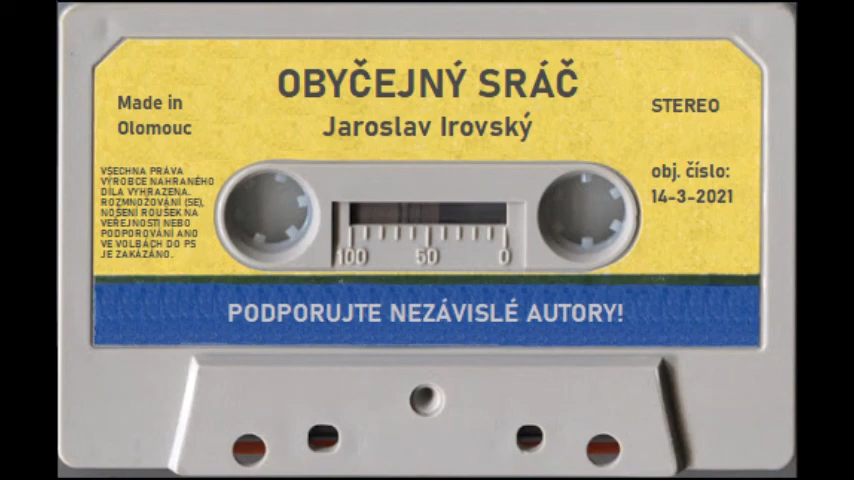 OBYČEJNÝ SRÁČ
Jaroslav Irovský
Made in
Olomouc
STEREO
VŠECHNA PRÁVA
VÝROBCE NAHRANÉHO
DÍLA VYHRAZENA.
ROZMNOŽOVÁNÍ (SE),
NOŠENÍ ROUŠEK NA
VEŘEJNOSTI NEBO
PODPOROVÁNÍ ANO
VE VOLBÁCH DO PS
JE ZAKÁZÁNO.
obj. číslo:
14-3-2021
100 50 0
PODPORUJTE NEZÁVISLÉ AUTORY!